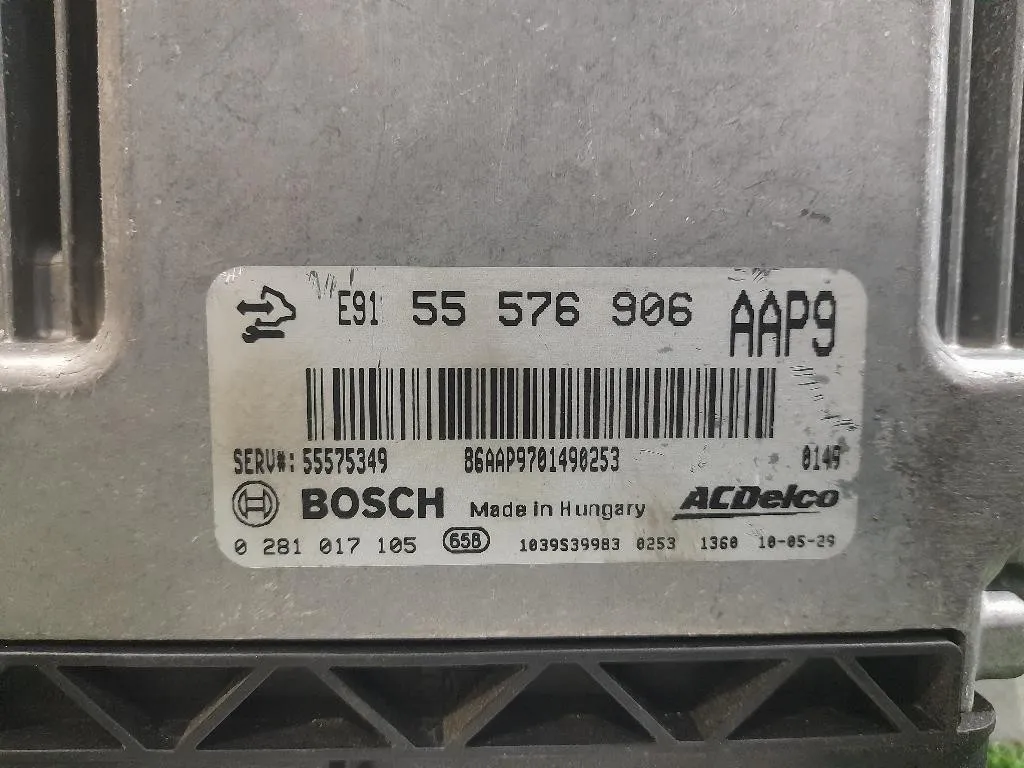 E91 55 576 906 AAP9
SERV#: 55575349 86AAP9701490253 0149
BOSCH Made in Hungary ACDelco
0 281 017 105 65B 1039S39983 0253 1360 10-05-29